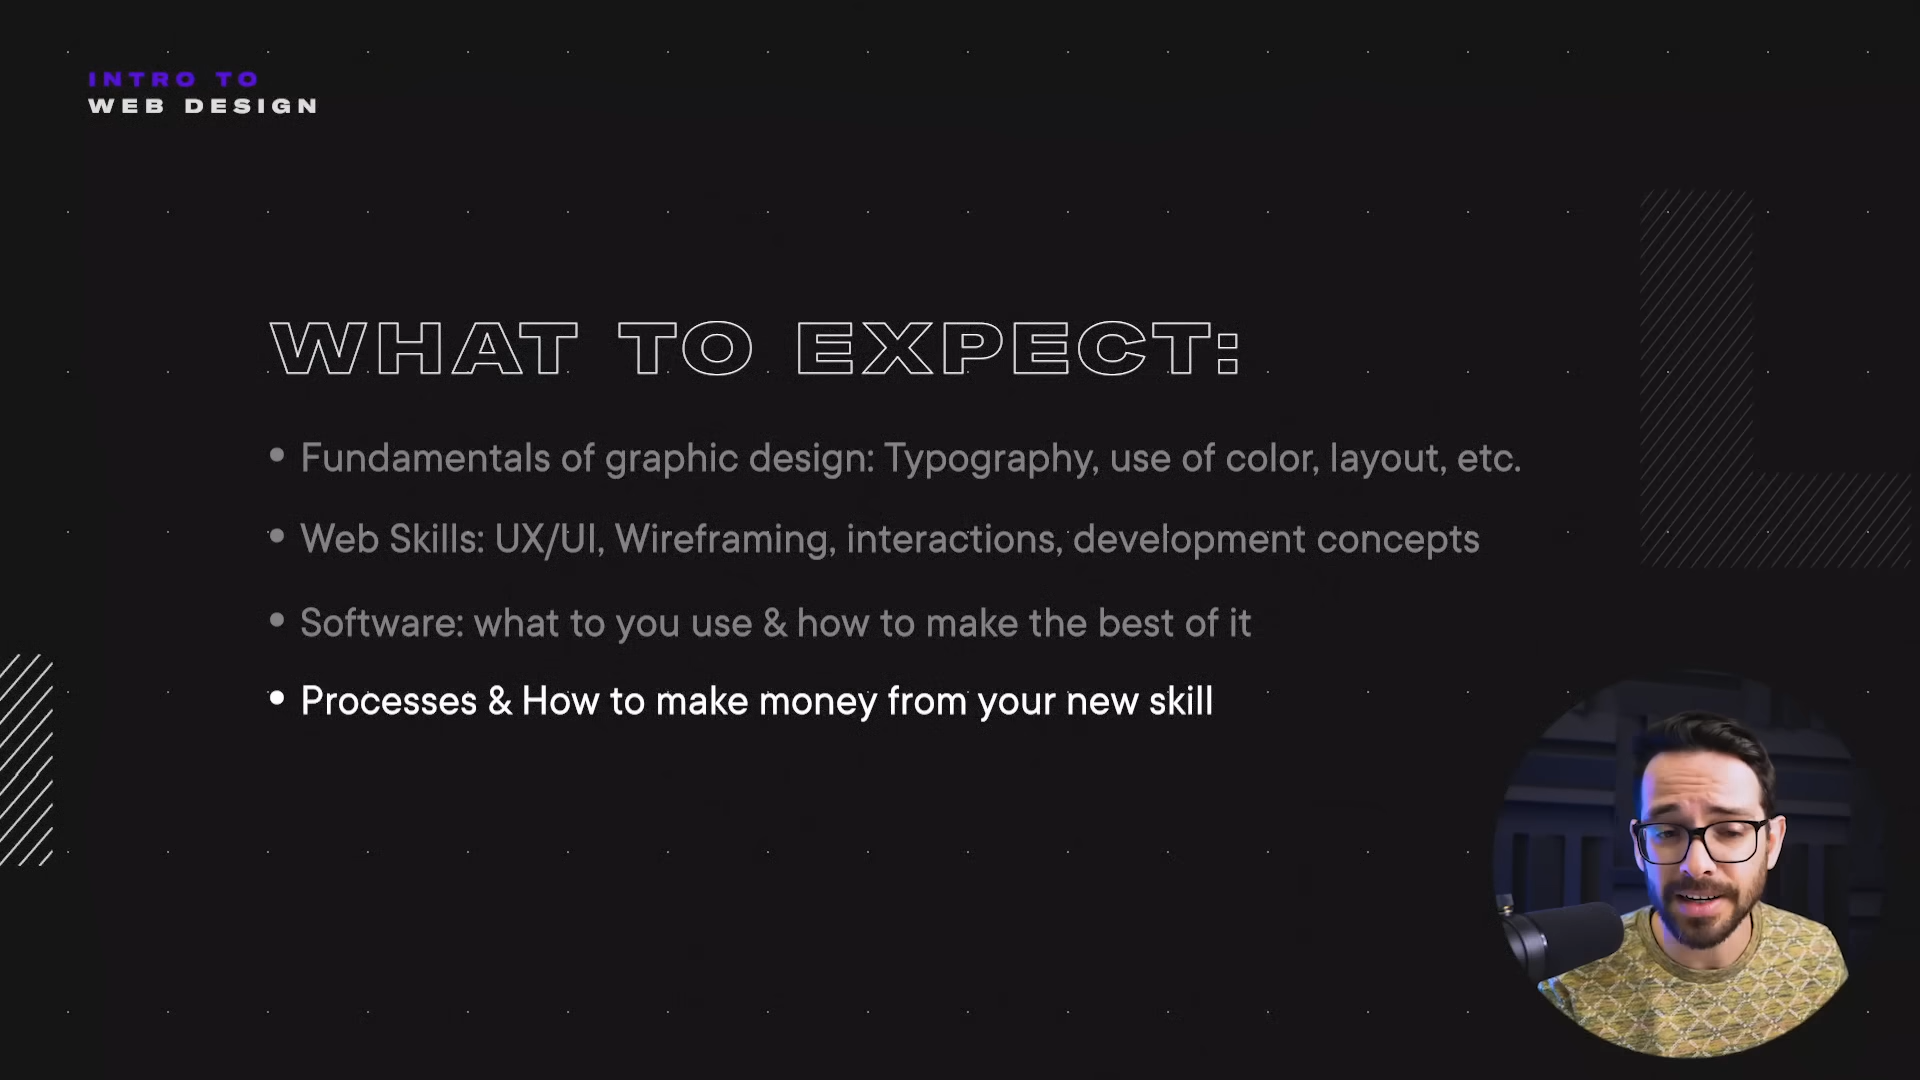 INTRO TO
WEB DESIGN
WHAT TO EXPECT:
• Fundamentals of graphic design: Typography, use of color, layout, etc.
• Web Skills: UX/UI, Wireframing, interactions, development concepts
• Software: what to you use & how to make the best of it
• Processes & How to make money from your new skill